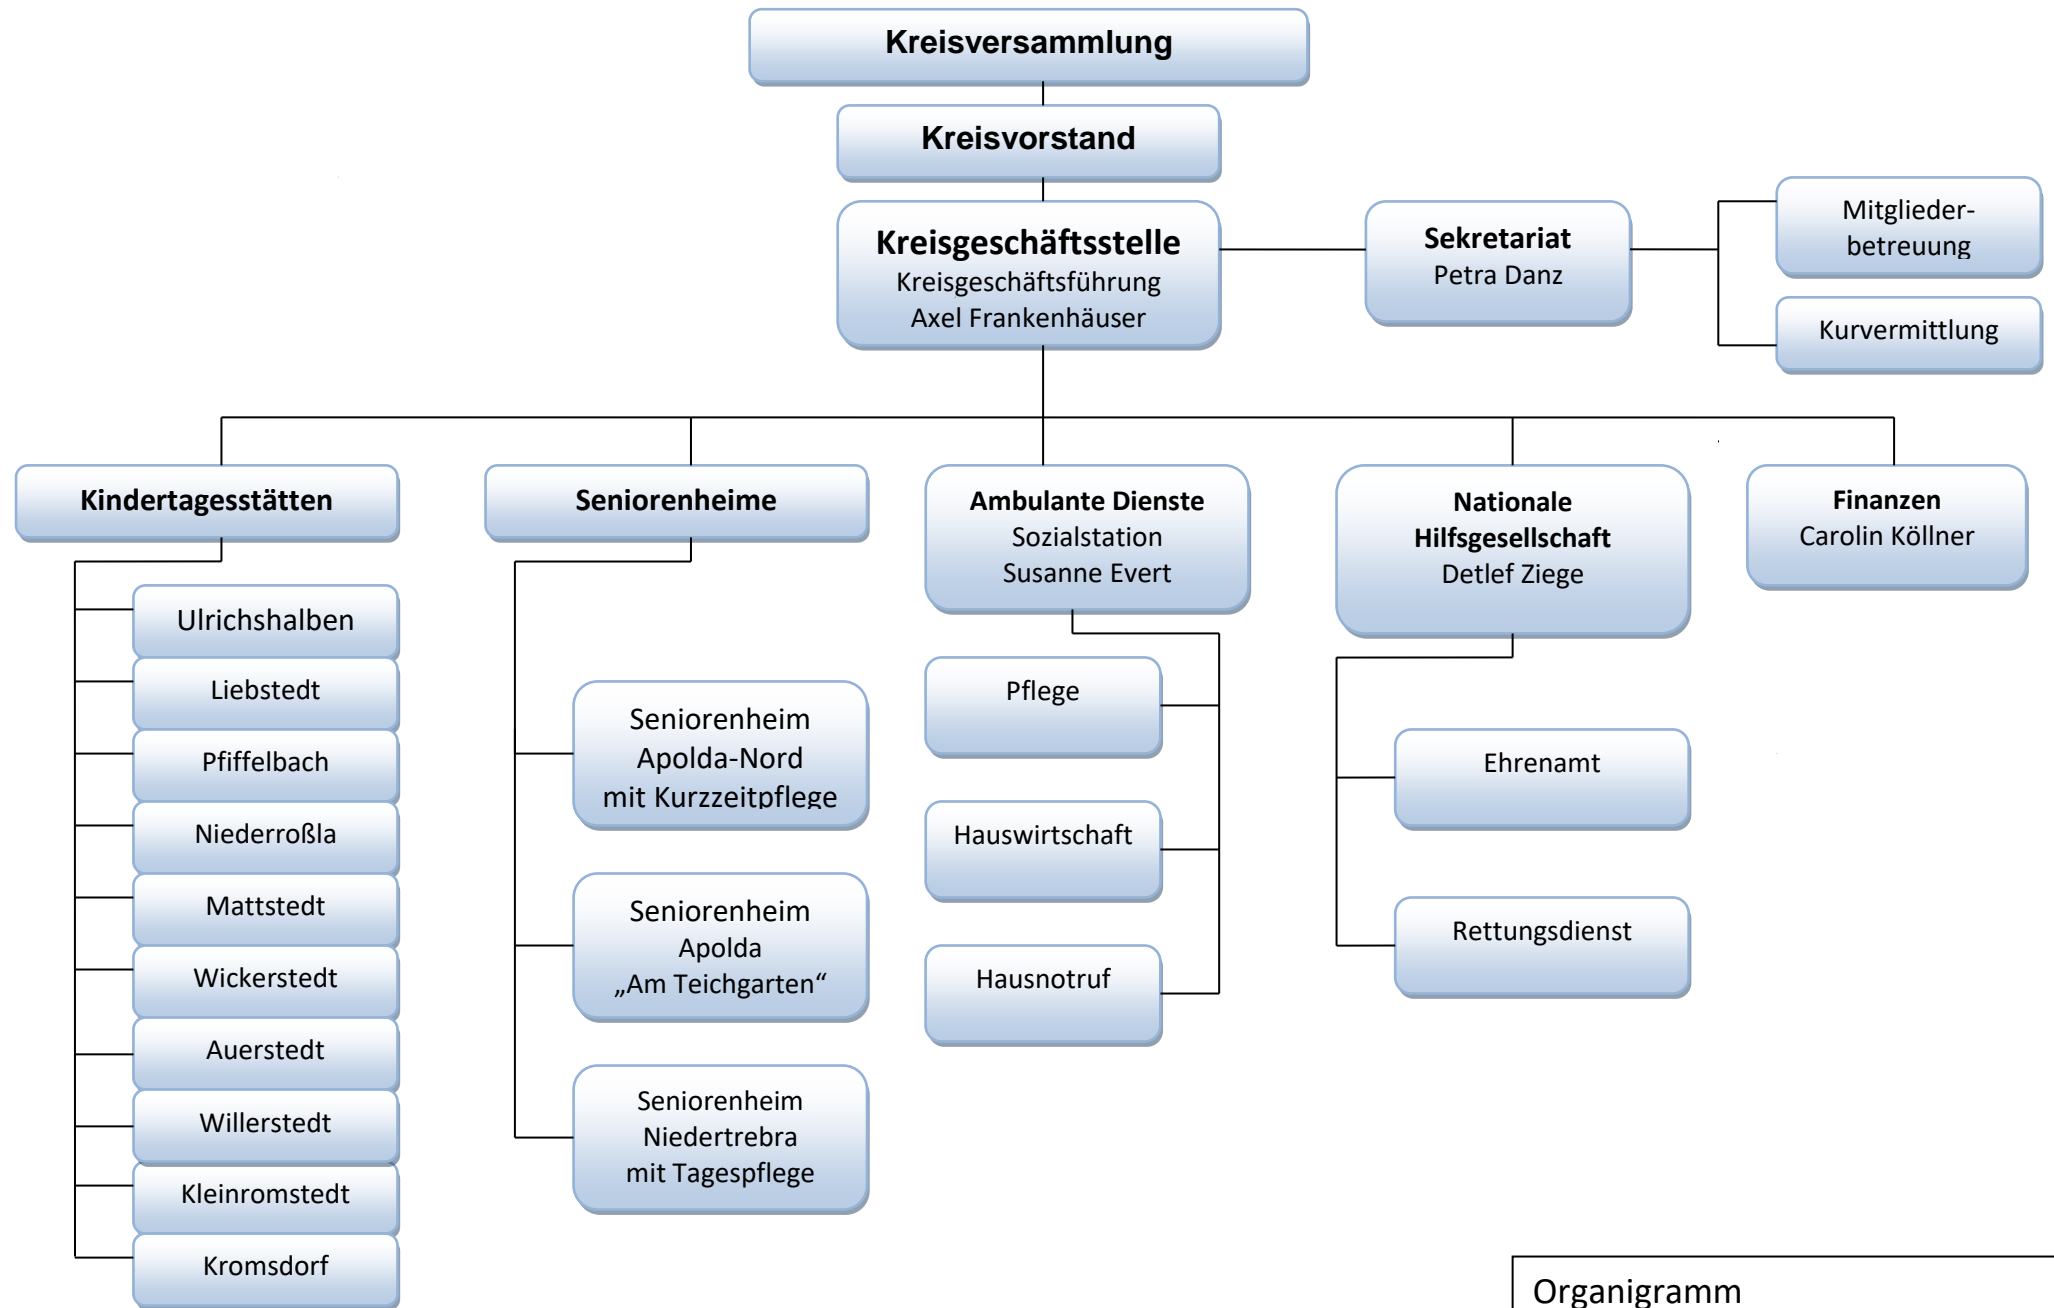 Kreisversammlung
Kreisvorstand
Kreisgeschäftsstelle
Kreisgeschäftsführung
Axel Frankenhäuser
Sekretariat
Petra Danz
Mitglieder-
betreuung
Kurvermittlung
Kindertagesstätten
Ulrichshalben
Liebstedt
Pfiffelbach
Niederroßla
Mattstedt
Wickerstedt
Auerstedt
Willerstedt
Kleinromstedt
Kromsdorf
Seniorenheime
Seniorenheim
Apolda-Nord
mit Kurzzeitpflege
Seniorenheim
Apolda
„Am Teichgarten“
Seniorenheim
Niedertrebra
mit Tagespflege
Ambulante Dienste
Sozialstation
Susanne Evert
Pflege
Hauswirtschaft
Hausnotruf
Nationale
Hilfsgesellschaft
Detlef Ziege
Ehrenamt
Rettungsdienst
Finanzen
Carolin Köllner
Organigramm